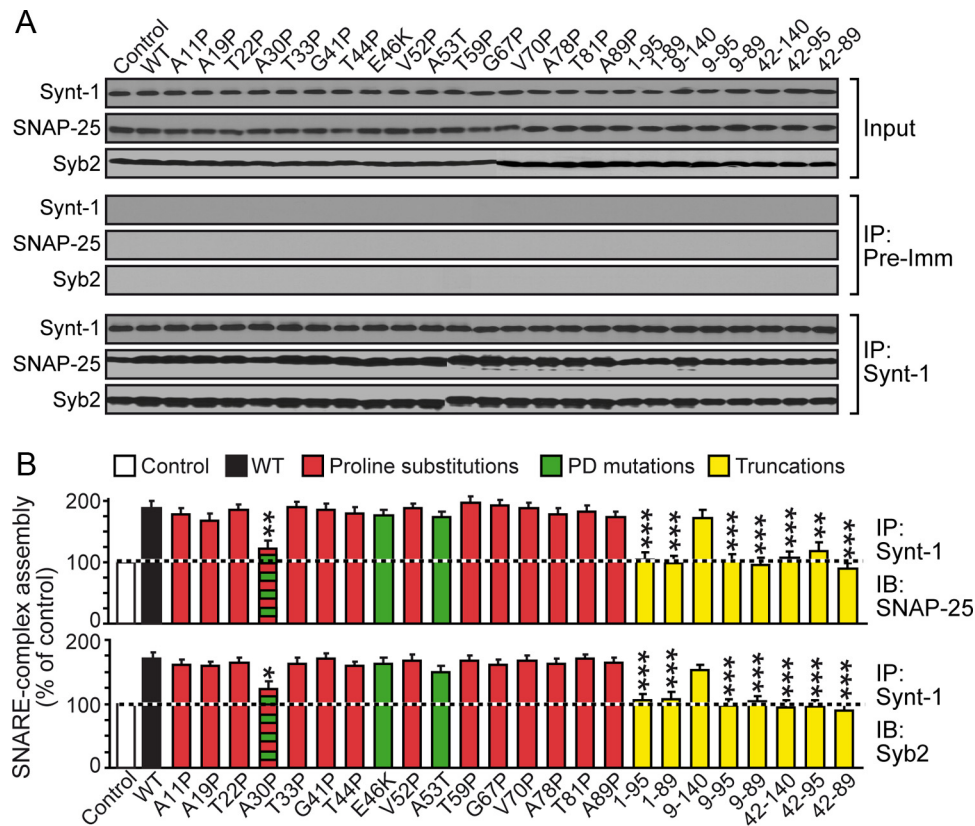 A
Control WT A11P A19P T22P A30P T33P G41P T44P E46K V52P A53T T59P G67P V70P A78P T81P A89P 1-95 1-89 9-140 9-95 9-89 42-140 42-95 42-89
Synt-1
SNAP-25
Syb2
Input
Synt-1
SNAP-25
Syb2
IP:
Pre-Imm
Synt-1
SNAP-25
Syb2
IP:
Synt-1
B
Control WT Proline substitutions PD mutations Truncations
SNARE-complex assembly
(% of control)
200
100
0
** *** *** *** *** *** ** ***
IP:
Synt-1
IB:
SNAP-25
200
100
0
* *** *** *** *** *** *** ***
IP:
Synt-1
IB:
Syb2
Control WT A11P A19P T22P A30P T33P G41P T44P E46K V52P A53T T59P G67P V70P A78P T81P A89P 1-95 1-89 9-140 9-95 9-89 42-140 42-95 42-89